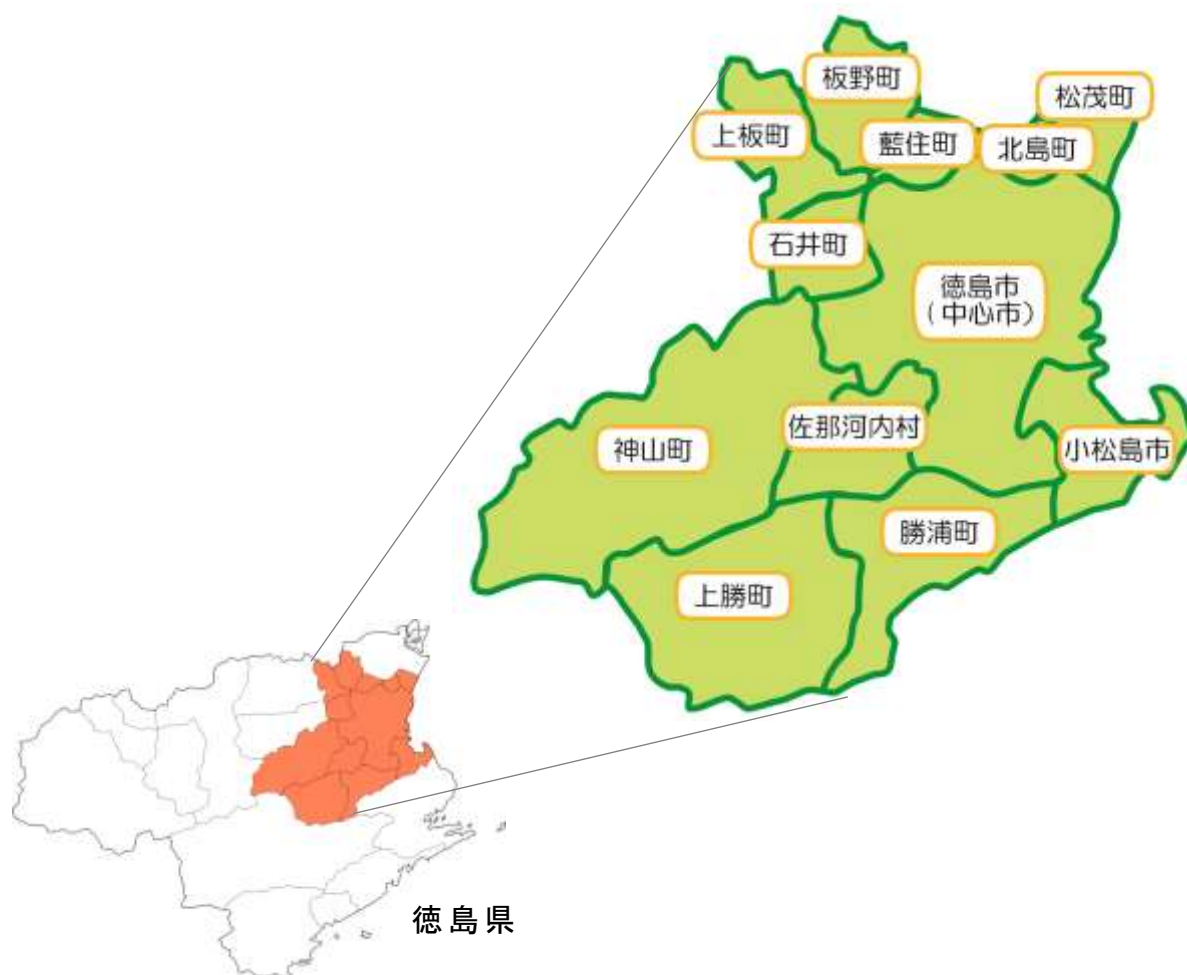 板野町
松茂町
上板町
藍住町
北島町
石井町
徳島市
(中心市)
佐那河内村
神山町
小松島市
勝浦町
上勝町
徳島県